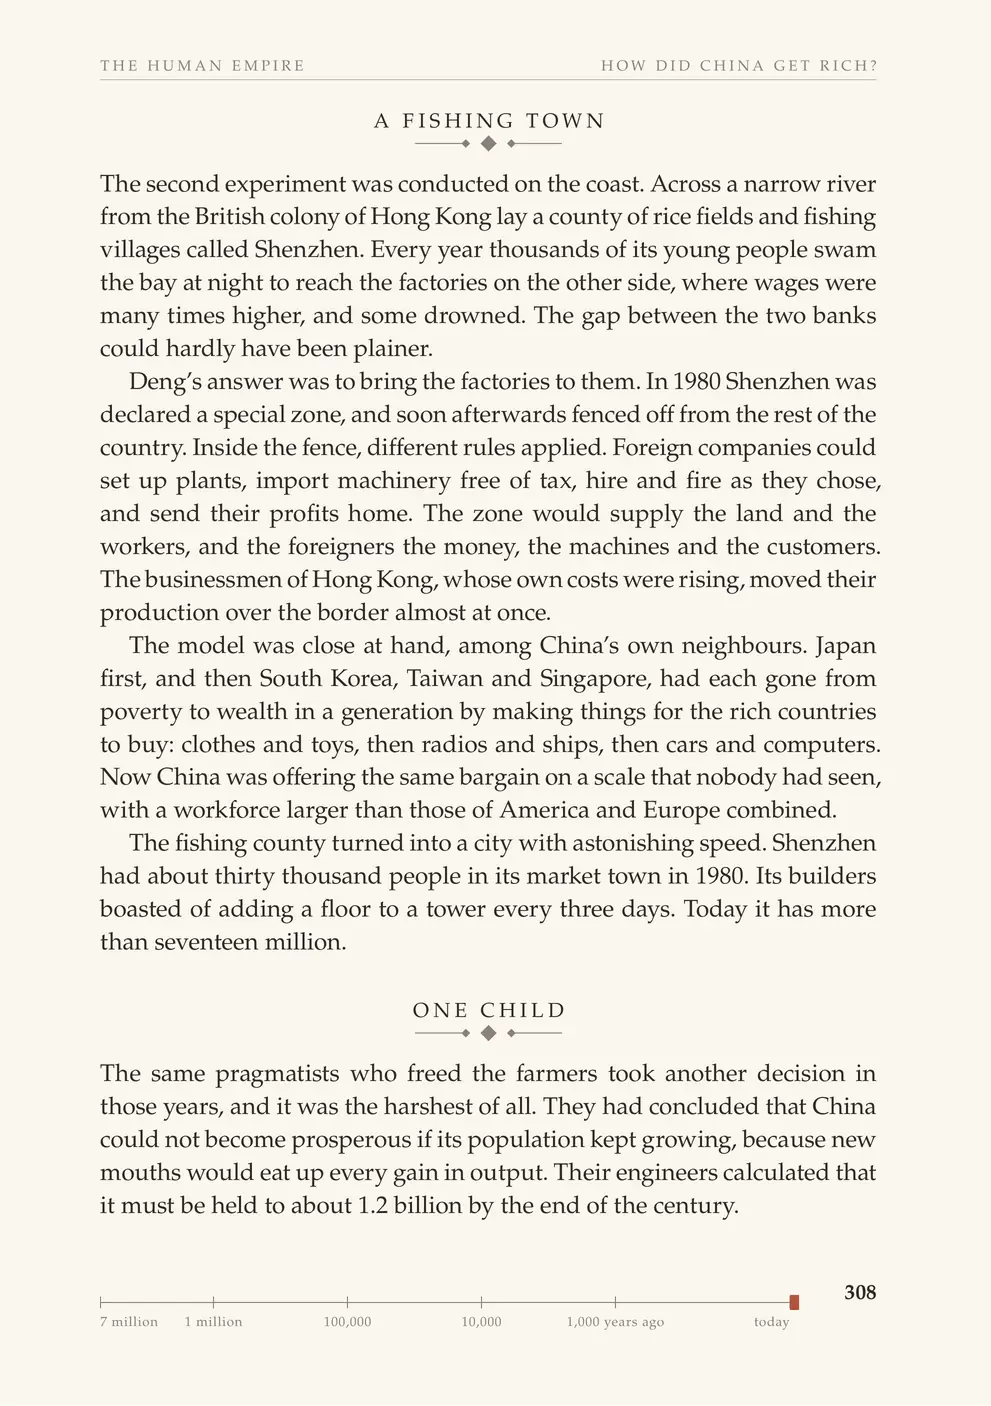 THE HUMAN EMPIRE
HOW DID CHINA GET RICH?
A FISHING TOWN
The second experiment was conducted on the coast. Across a narrow river
from the British colony of Hong Kong lay a county of rice fields and fishing
villages called Shenzhen. Every year thousands of its young people swam
the bay at night to reach the factories on the other side, where wages were
many times higher, and some drowned. The gap between the two banks
could hardly have been plainer.
Deng’s answer was to bring the factories to them. In 1980 Shenzhen was
declared a special zone, and soon afterwards fenced off from the rest of the
country. Inside the fence, different rules applied. Foreign companies could
set up plants, import machinery free of tax, hire and fire as they chose,
and send their profits home. The zone would supply the land and the
workers, and the foreigners the money, the machines and the customers.
The businessmen of Hong Kong, whose own costs were rising, moved their
production over the border almost at once.
The model was close at hand, among China’s own neighbours. Japan
first, and then South Korea, Taiwan and Singapore, had each gone from
poverty to wealth in a generation by making things for the rich countries
to buy: clothes and toys, then radios and ships, then cars and computers.
Now China was offering the same bargain on a scale that nobody had seen,
with a workforce larger than those of America and Europe combined.
The fishing county turned into a city with astonishing speed. Shenzhen
had about thirty thousand people in its market town in 1980. Its builders
boasted of adding a floor to a tower every three days. Today it has more
than seventeen million.
ONE CHILD
The same pragmatists who freed the farmers took another decision in
those years, and it was the harshest of all. They had concluded that China
could not become prosperous if its population kept growing, because new
mouths would eat up every gain in output. Their engineers calculated that
it must be held to about 1.2 billion by the end of the century.
308
7 million 1 million 100,000 10,000 1,000 years ago today